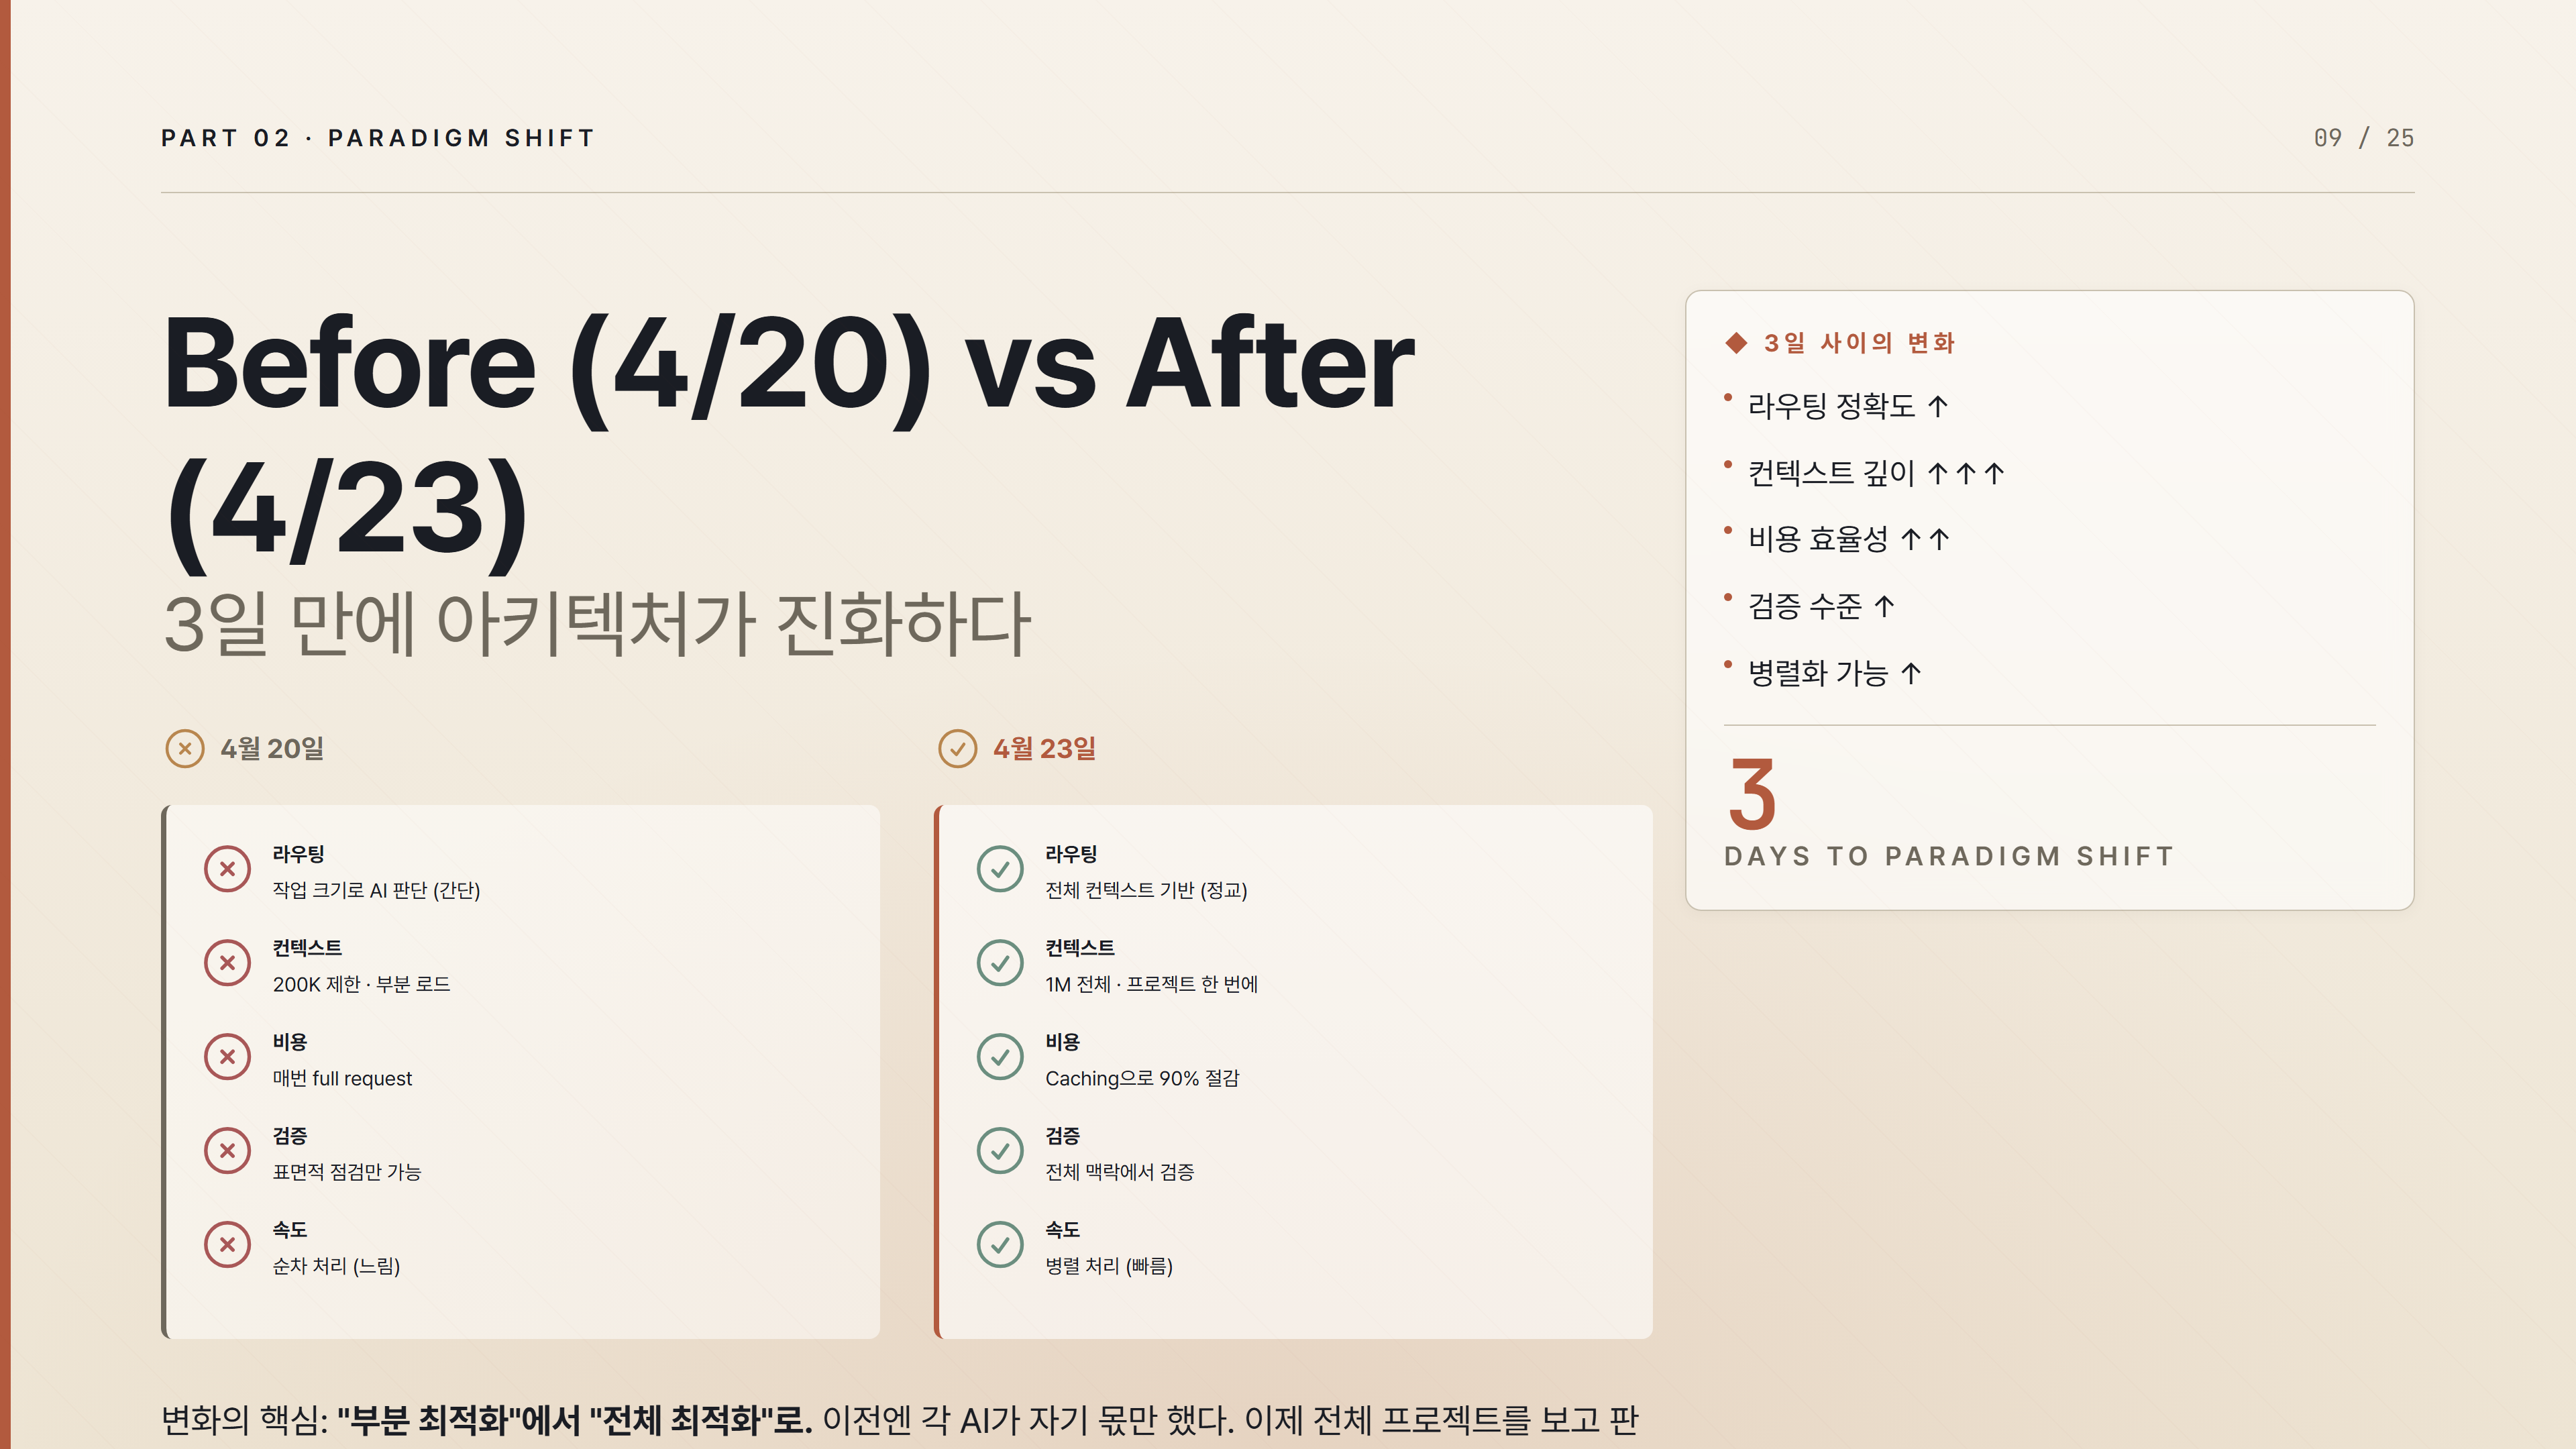 PART 02 · PARADIGM SHIFT
09 / 25
Before (4/20) vs After
(4/23)
3일 만에 아키텍처가 진화하다
4월 20일
라우팅
작업 크기로 AI 판단 (간단)
컨텍스트
200K 제한 · 부분 로드
비용
매번 full request
검증
표면적 점검만 가능
속도
순차 처리 (느림)
4월 23일
라우팅
전체 컨텍스트 기반 (정교)
컨텍스트
1M 전체 · 프로젝트 한 번에
비용
Caching으로 90% 절감
검증
전체 맥락에서 검증
속도
병렬 처리 (빠름)
변화의 핵심: "부분 최적화"에서 "전체 최적화"로. 이전엔 각 AI가 자기 몫만 했다. 이제 전체 프로젝트를 보고 판
◆ 3일 사이의 변화
• 라우팅 정확도 ↑
• 컨텍스트 깊이 ↑↑↑
• 비용 효율성 ↑↑
• 검증 수준 ↑
• 병렬화 가능 ↑
3
DAYS TO PARADIGM SHIFT